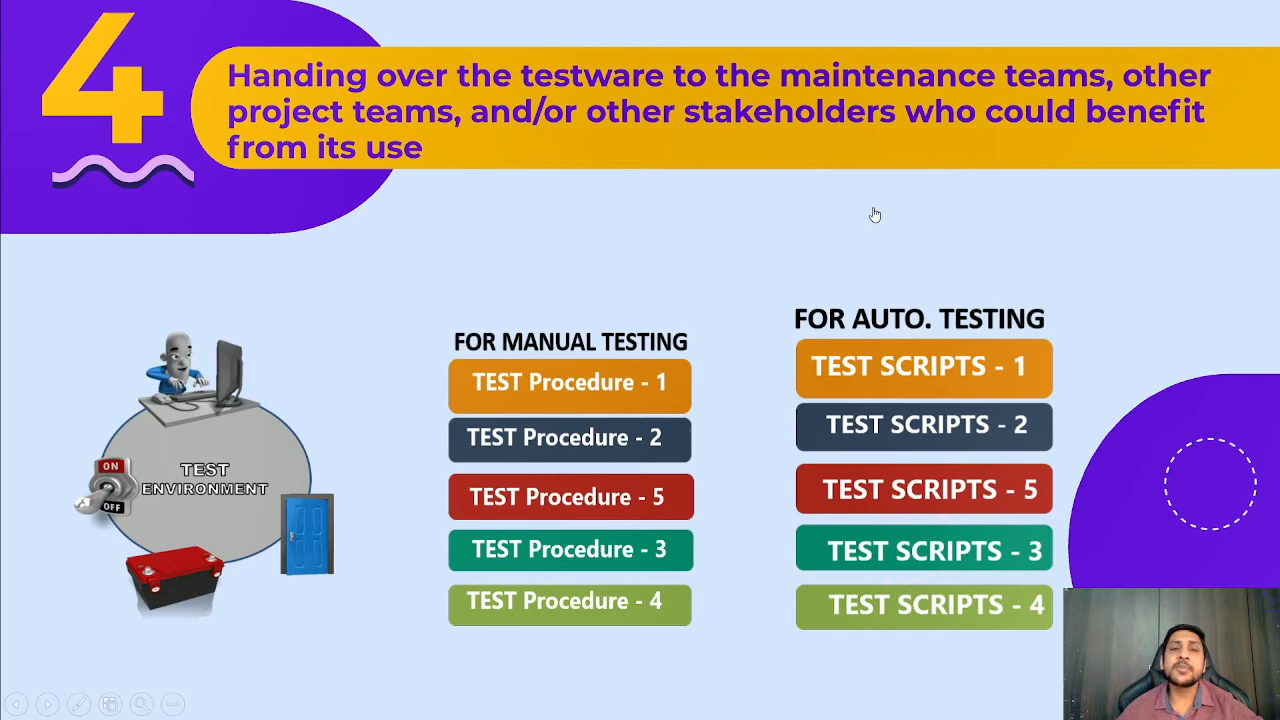 4
Handing over the testware to the maintenance teams, other
project teams, and/or other stakeholders who could benefit
from its use
TEST
ENVIRONMENT
ON
OFF
FOR MANUAL TESTING
TEST Procedure - 1
TEST Procedure - 2
TEST Procedure - 5
TEST Procedure - 3
TEST Procedure - 4
FOR AUTO. TESTING
TEST SCRIPTS - 1
TEST SCRIPTS - 2
TEST SCRIPTS - 5
TEST SCRIPTS - 3
TEST SCRIPTS - 4